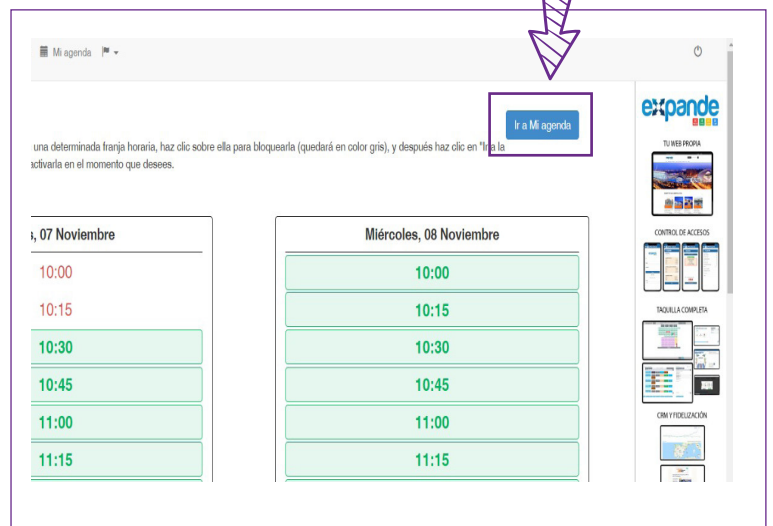 Mi agenda
Ir a Mi agenda
una determinada franja horaria, haz clic sobre ella para bloquearla (quedará en color gris), y después haz clic en "Ir a la
activarla en el momento que desees.
s, 07 Noviembre
10:00
10:15
10:30
10:45
11:00
11:15
Miércoles, 08 Noviembre
10:00
10:15
10:30
10:45
11:00
11:15
expande
TU WEB PROPIA
CONTROL DE ACCESOS
TAQUILLA COMPLETA
CRM Y FIDELIZACIÓN